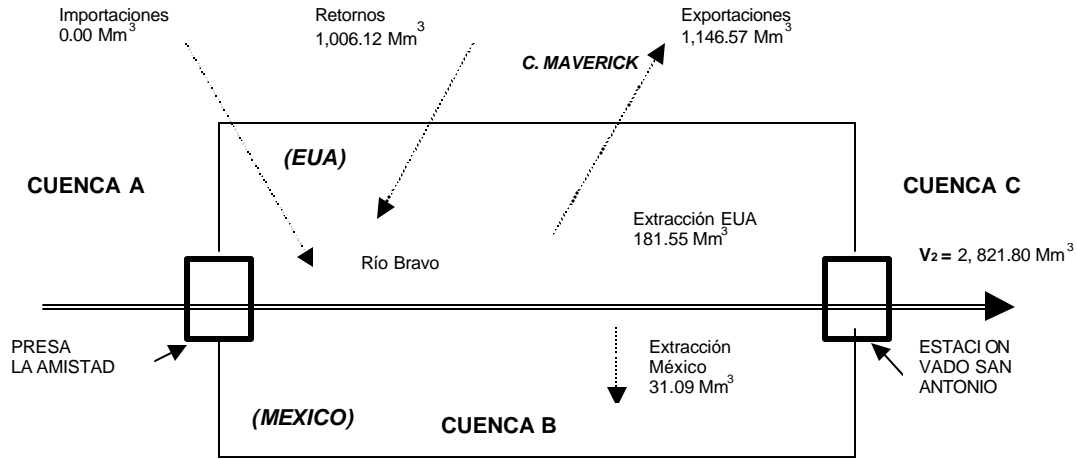 Importaciones
0.00 Mm³
Retornos
1,006.12 Mm³
Exportaciones
1,146.57 Mm³
C. MAVERICK
(EUA)
CUENCA A
CUENCA C
Extracción EUA
181.55 Mm³
Río Bravo
V₂ = 2, 821.80 Mm³
PRESA
LA AMISTAD
Extracción
México
31.09 Mm³
ESTACI ON
VADO SAN
ANTONIO
(MEXICO)
CUENCA B